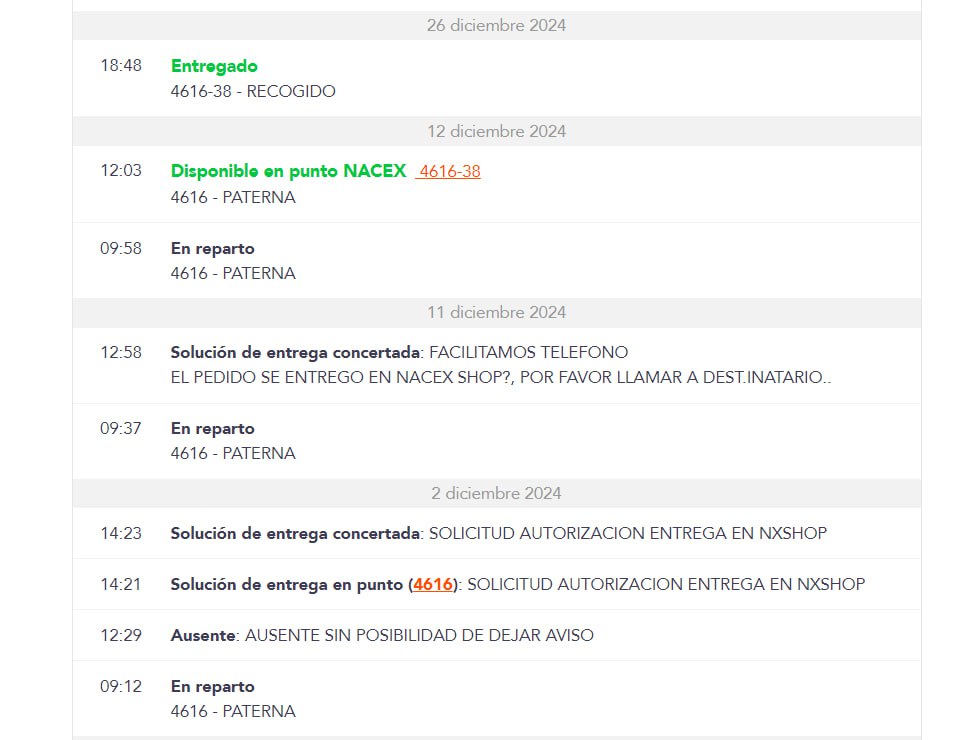 26 diciembre 2024
18:48 Entregado
4616-38 - RECOGIDO
12 diciembre 2024
12:03 Disponible en punto NACEX 4616-38
4616 - PATERNA
09:58 En reparto
4616 - PATERNA
11 diciembre 2024
12:58 Solución de entrega concertada: FACILITAMOS TELEFONO
EL PEDIDO SE ENTREGO EN NACEX SHOP?, POR FAVOR LLAMAR A DEST.INATARIO..
09:37 En reparto
4616 - PATERNA
2 diciembre 2024
14:23 Solución de entrega concertada: SOLICITUD AUTORIZACION ENTREGA EN NXSHOP
14:21 Solución de entrega en punto (4616): SOLICITUD AUTORIZACION ENTREGA EN NXSHOP
12:29 Ausente: AUSENTE SIN POSIBILIDAD DE DEJAR AVISO
09:12 En reparto
4616 - PATERNA